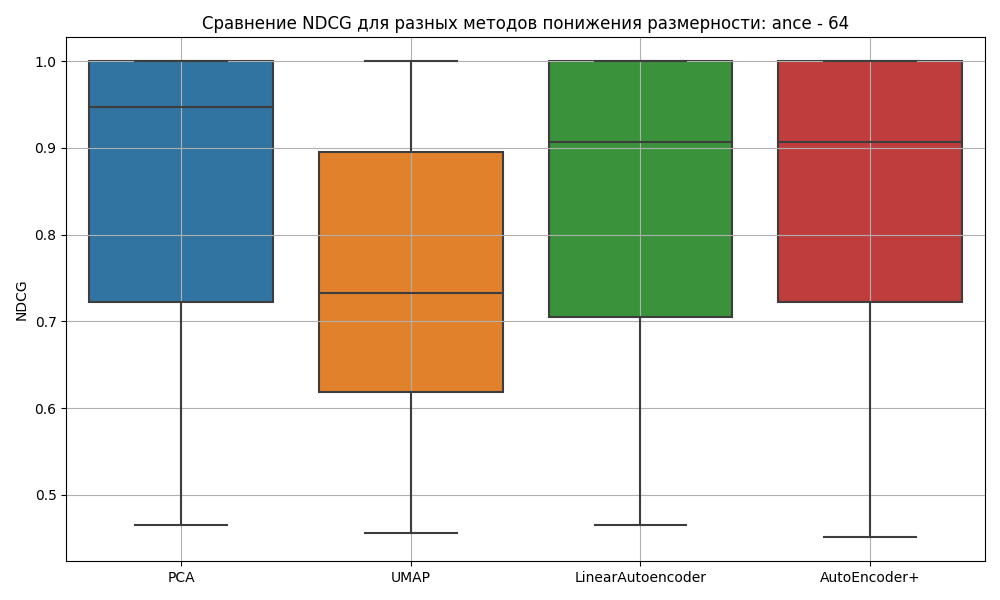 Сравнение NDCG для разных методов понижения размерности: ance - 64
NDCG
1.0
0.9
0.8
0.7
0.6
0.5
PCA
UMAP
LinearAutoencoder
AutoEncoder+